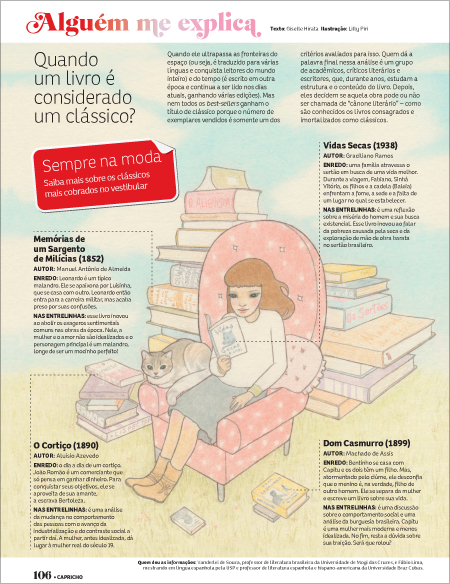 Alguém me explica
Texto: Giselle Hirata Ilustração: Lilly Piri
Quando
um livro é
considerado
um clássico?
Quando ele ultrapassa as fronteiras do
espaço (ou seja, é traduzido para várias
línguas e conquista leitores do mundo
inteiro) e do tempo (é escrito em outra
época e continua a ser lido nos dias
atuais, ganhando várias edições). Mas
nem todos os best-sellers ganham o
título de clássico porque o número de
exemplares vendidos é somente um dos
critérios avaliados para isso. Quem dá a
palavra final nessa análise é um grupo
de acadêmicos, críticos literários e
escritores, que, durante anos, estudam a
estrutura e o conteúdo do livro. Depois,
eles decidem se aquela obra pode ou não
ser chamada de "cânone literário" – como
são conhecidos os livros consagrados e
imortalizados como clássicos.
Sempre na moda
Saiba mais sobre os clássicos
mais cobrados no vestibular
Vidas Secas (1938)
AUTOR: Graciliano Ramos
ENREDO: uma família atravessa o
sertão em busca de uma vida melhor.
Durante a viagem, Fabiano, Sinhá
Vitória, os filhos e a cadela (Baleia)
enfrentam a fome, a sede e a falta de
um lugar no qual se estabelecer.
NAS ENTRELINHAS: é uma reflexão
sobre a miséria do homem e sua busca
existencial. Esse livro inovou ao falar
da pobreza causada pela seca e da
exploração de mão de obra barata
no sertão brasileiro.
Memórias de
um Sargento
de Milícias (1852)
AUTOR: Manuel Antônio de Almeida
ENREDO: Leonardo é um típico
malandro. Ele se apaixona por Luisinha,
que se casa com outro. Leonardo então
entra para a carreira militar, mas acaba
preso por suas confusões.
NAS ENTRELINHAS: esse livro inovou
ao abolir os exageros sentimentais
comuns nas obras da época. Nele, a
mulher e o amor não são idealizados e o
personagem principal é um malandro,
longe de ser um mocinho perfeito!
O Cortiço (1890)
AUTOR: Aluísio Azevedo
ENREDO: o dia a dia de um cortiço.
João Romão é um comerciante que
só pensa em ganhar dinheiro. Para
conquistar seus objetivos, ele se
aproveita de sua amante,
a escrava Bertoleza.
NAS ENTRELINHAS: é uma análise
da mudança no comportamento
das pessoas com o avanço da
industrialização e do contraste social a
partir daí. A mulher, antes idealizada, dá
lugar à mulher real do século 19.
Dom Casmurro (1899)
AUTOR: Machado de Assis
ENREDO: Bentinho se casa com
Capitu e os dois têm um filho. Mas,
atormentado pelo ciúme, ele desconfia
que o menino é, na verdade, filho de
outro homem. Ele se separa da mulher
e escreve um livro sobre sua vida.
NAS ENTRELINHAS: é uma discussão
sobre o comportamento social e uma
análise da burguesia brasileira. Capitu
é uma mulher mais moderna e menos
idealizada. No fim, resta a dúvida sobre
sua traição. Será que rolou?
106 • CAPRICHO
Quem deu as informações: Vanderlei de Souza, professor de literatura brasileira da Universidade de Mogi das Cruzes, e Fábio Lima,
mestrando em língua espanhola pela USP e professor de literatura espanhola e hispano-americana da Universidade Braz Cubas.